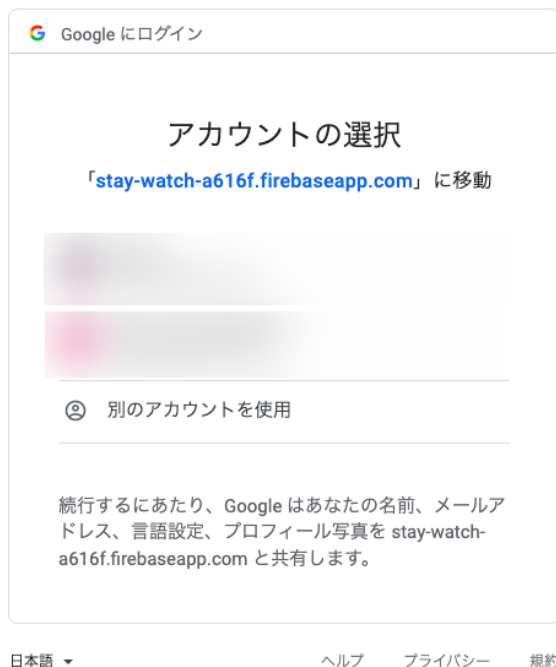 Google にログイン
アカウントの選択
「stay-watch-a616f.firebaseapp.com」に移動
別のアカウントを使用
続行するにあたり、Google はあなたの名前、メールア
ドレス、言語設定、プロフィール写真を stay-watch-
a616f.firebaseapp.com と共有します。
日本語 ヘルプ プライバシー 規約